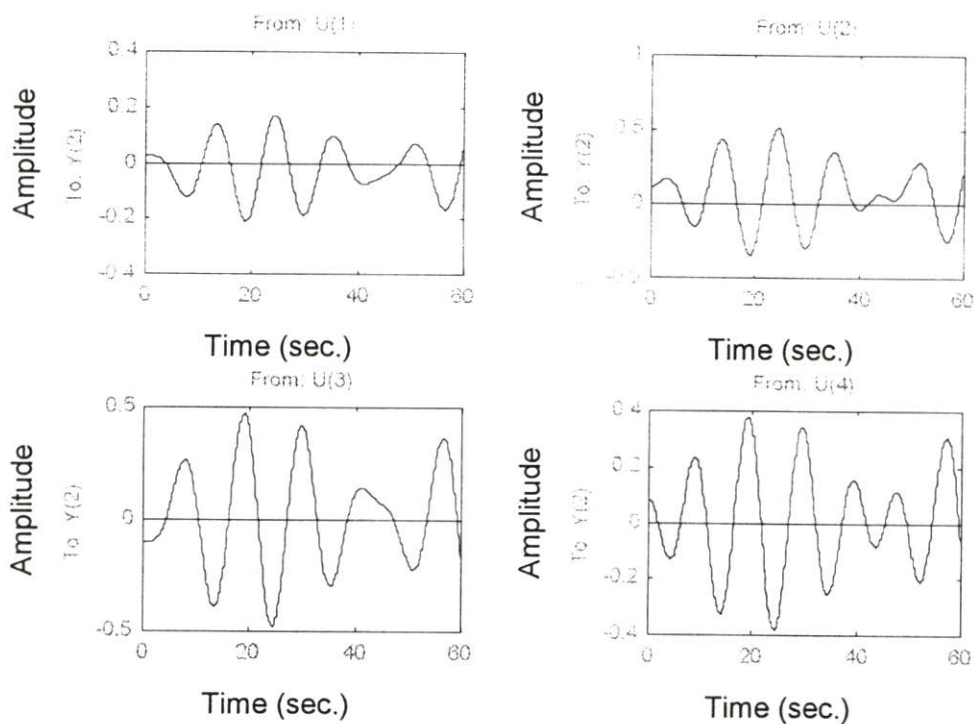 From: U(1)
Amplitude
To: Y(2)
0.4
0.2
0
-0.2
-0.4
0
20
40
60
Time (sec.)
From: U(2)
Amplitude
To: Y(2)
1
0.5
0
0
20
40
60
Time (sec.)
From: U(3)
Amplitude
To: Y(2)
0.5
0
-0.5
0
20
40
60
Time (sec.)
From: U(4)
Amplitude
To: Y(2)
0.4
0.2
0
-0.2
-0.4
0
20
40
60
Time (sec.)